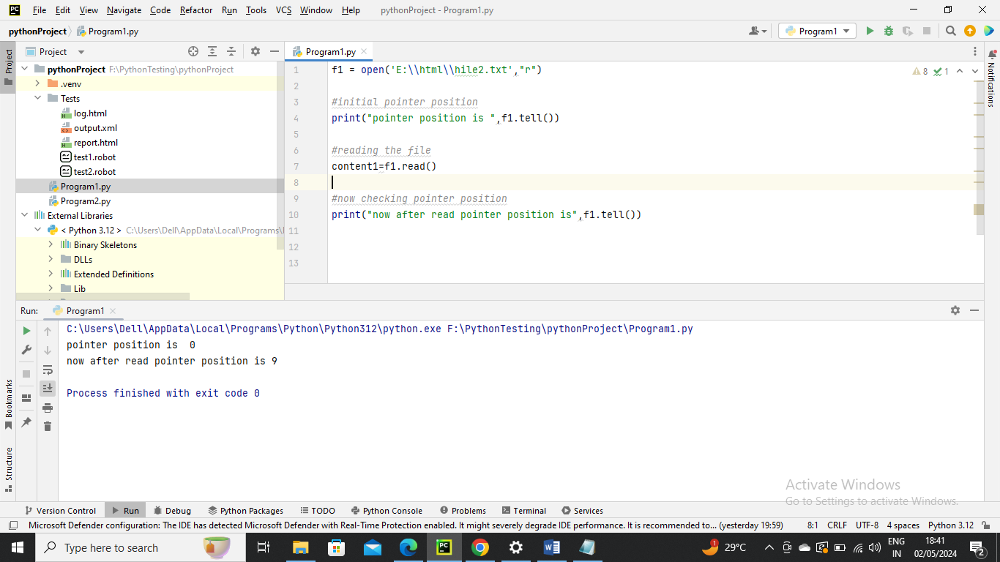 PC File Edit View Navigate Code Refactor Run Tools VCS Window Help pythonProject - Program1.py
pythonProject Program1.py Program1
Project
Project
Program1.py
pythonProject F:\PythonTesting\pythonProject
.venv
Tests
log.html
output.xml
report.html
test1.robot
test2.robot
Program1.py
Program2.py
External Libraries
< Python 3.12 > C:\Users\Dell\AppData\Local\Programs\
Binary Skeletons
DLLs
Extended Definitions
Lib
1 f1 = open('E:\\html\\hile2.txt',"r")
8 1
2
3 #initial pointer position
4 print("pointer position is ",f1.tell())
5
6 #reading the file
7 content1=f1.read()
8
9 #now checking pointer position
10 print("now after read pointer position is",f1.tell())
11
12
13
Notifications
Run: Program1
C:\Users\Dell\AppData\Local\Programs\Python\Python312\python.exe F:\PythonTesting\pythonProject\Program1.py
pointer position is  0
now after read pointer position is 9
Process finished with exit code 0
Bookmarks
Structure
Activate Windows
Go to Settings to activate Windows.
Version Control Run Debug Python Packages TODO Python Console Problems Terminal Services
Microsoft Defender configuration: The IDE has detected Microsoft Defender with Real-Time Protection enabled. It might severely degrade IDE performance. It is recommended to... (yesterday 19:59) 8:1 CRLF UTF-8 4 spaces Python 3.12
Type here to search
PC
W
1
29°C
ENG
IN
18:41
02/05/2024
2